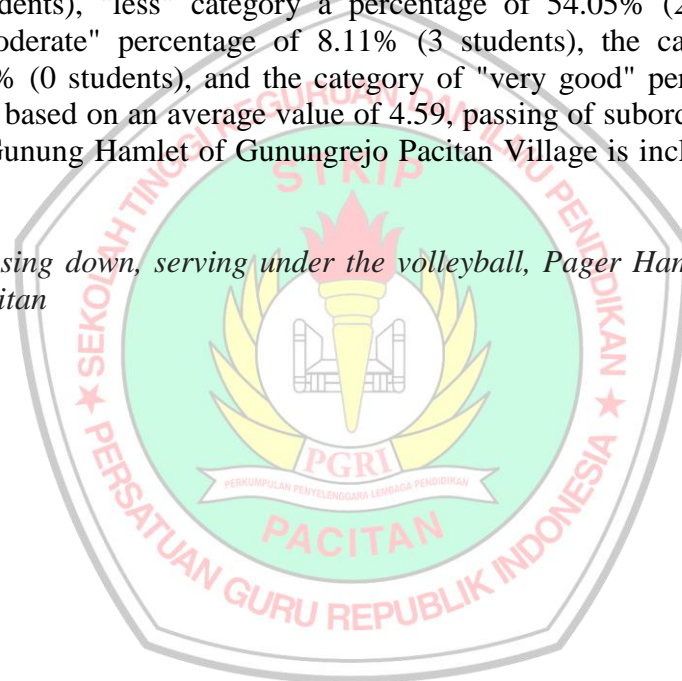 dents), "less" category a percentage of 54.05% (2
oderate" percentage of 8.11% (3 students), the ca
% (0 students), and the category of "very good" per
based on an average value of 4.59, passing of subord
Gunung Hamlet of Gunungrejo Pacitan Village is incl
SEKOLAH TINGGI KEGURUAN DAN ILMU PENDIDIKAN
STKIP
sing down, serving under the volleyball, Pager Ham
itan
PGRI
PERKUMPULAN PENYELENGGARA LEMBAGA PENDIDIKAN
PACITAN
PERSATUAN GURU REPUBLIK INDONESIA